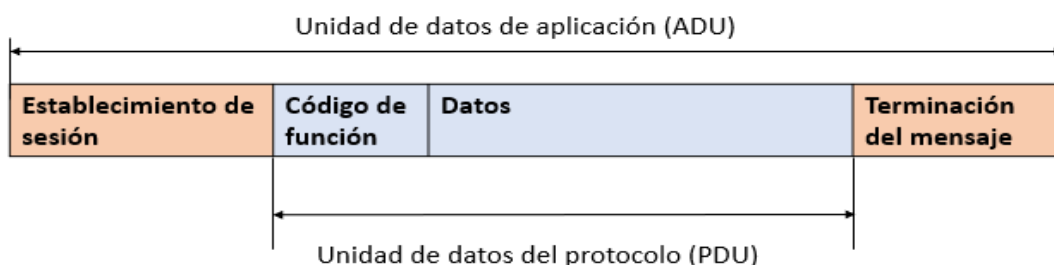 Unidad de datos de aplicación (ADU)
Establecimiento de
sesión
Código de
función
Datos
Terminación
del mensaje
Unidad de datos del protocolo (PDU)